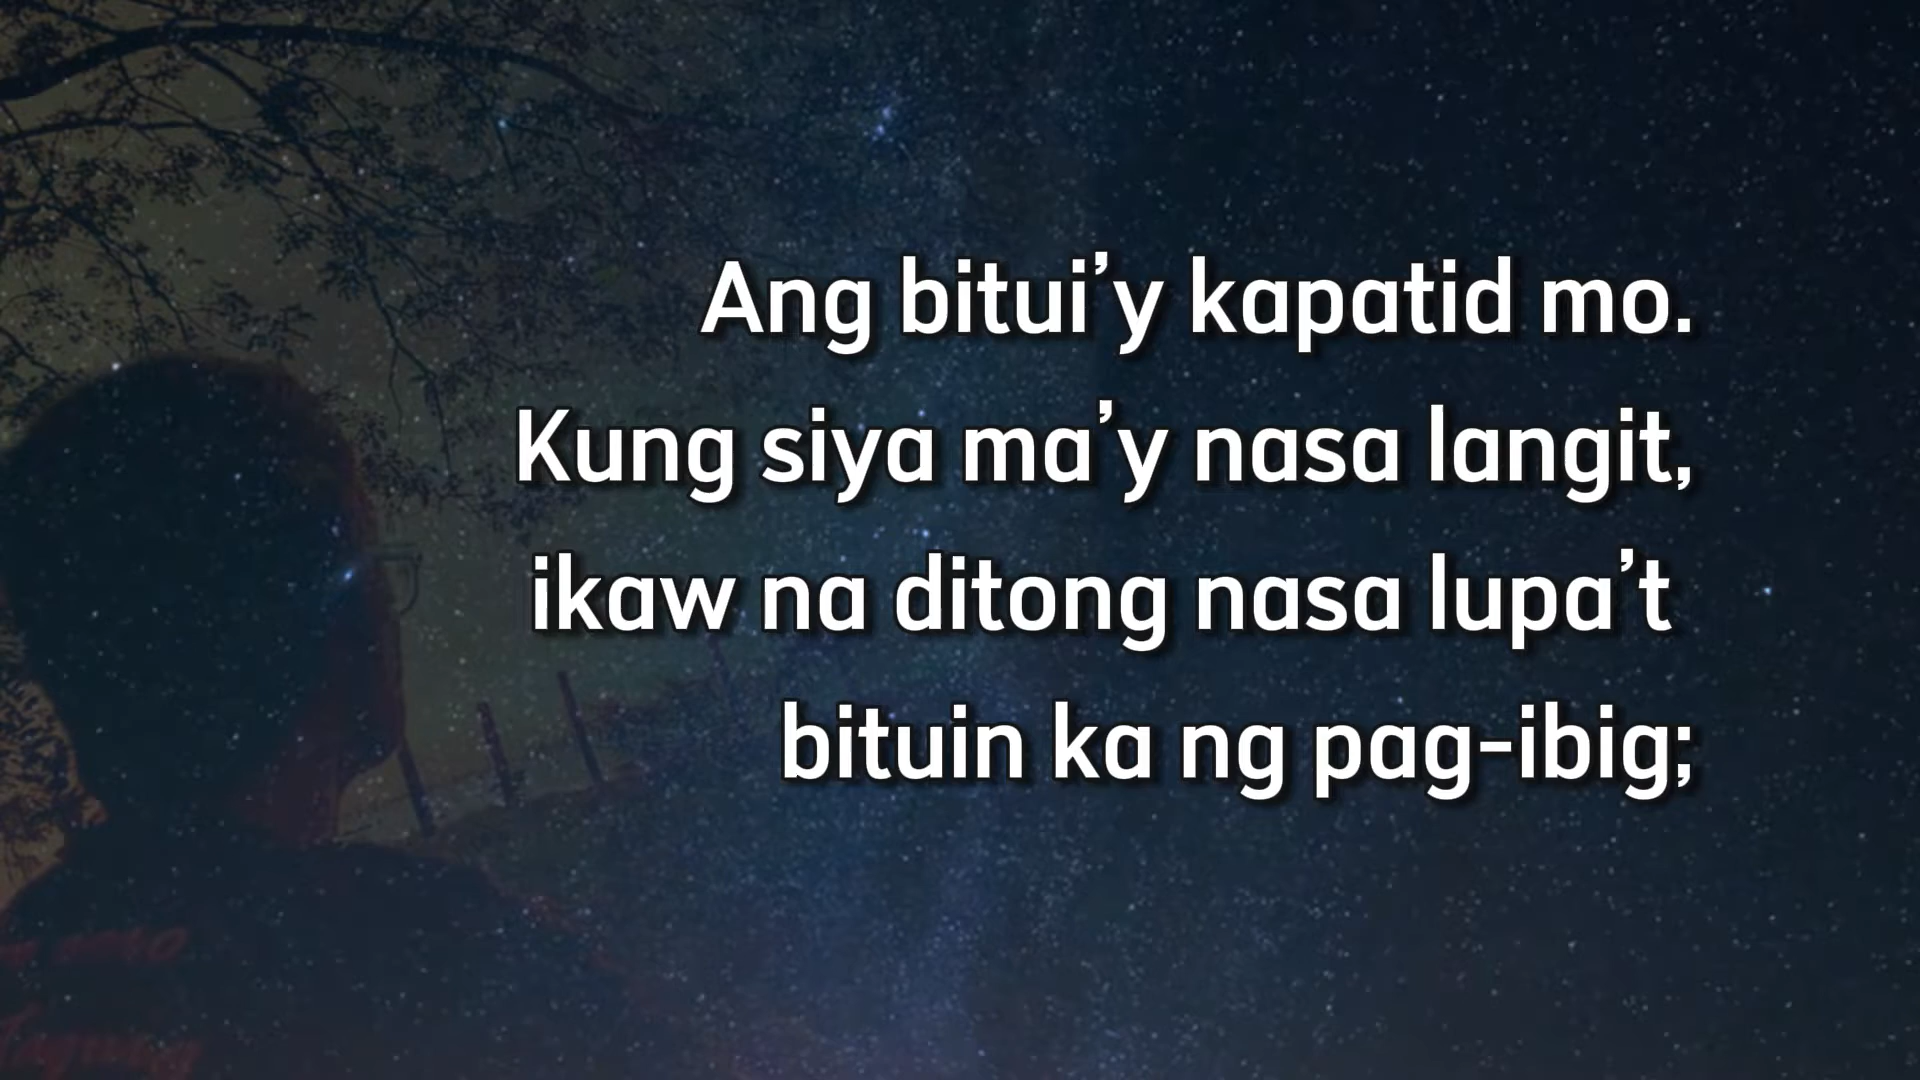 Ang bitui’y kapatid mo.
Kung siya ma’y nasa langit,
ikaw na ditong nasa lupa’t
bituin ka ng pag-ibig;